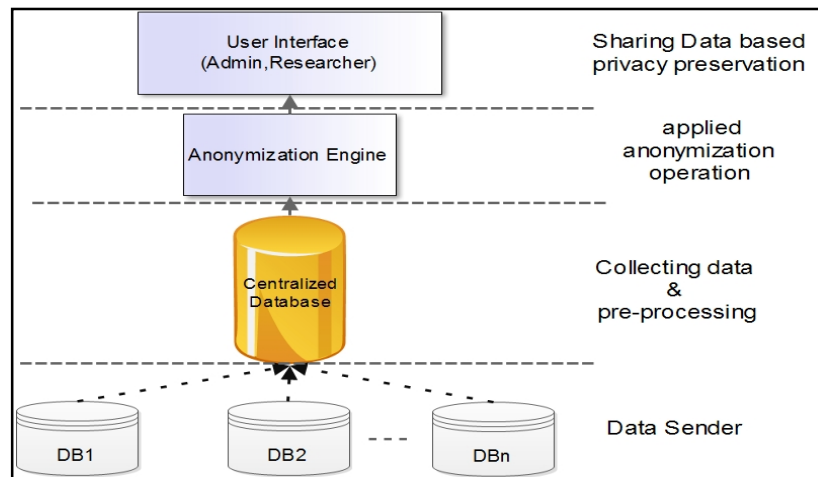 User Interface
(Admin,Researcher)
Sharing Data based
privacy preservation
Anonymization Engine
applied
anonymization
operation
Centralized
Database
Collecting data
&
pre-processing
DB1
DB2
DBn
Data Sender